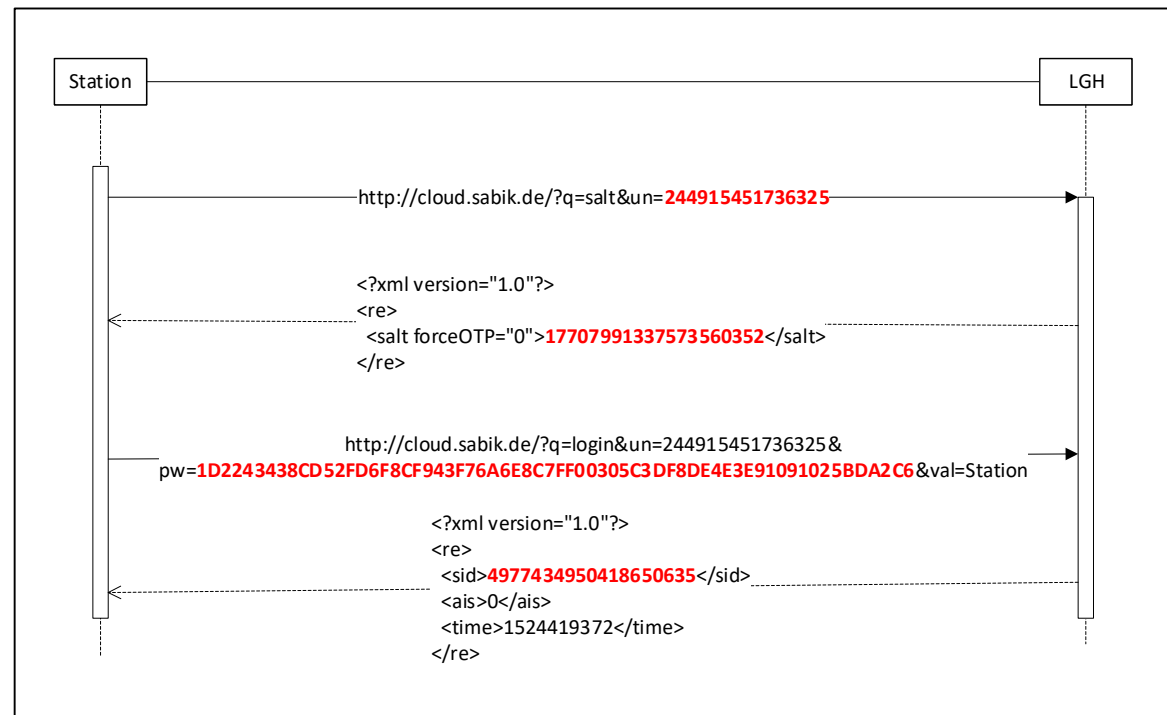 Station
LGH
http://cloud.sabik.de/?q=salt&un=244915451736325
<?xml version="1.0"?>
<re>
<salt forceOTP="0">17707991337573560352</salt>
</re>
http://cloud.sabik.de/?q=login&un=244915451736325&
pw=1D2243438CD52FD6F8CF943F76A6E8C7FF00305C3DF8DE4E3E91091025BDA2C6&val=Station
<?xml version="1.0"?>
<re>
<sid>4977434950418650635</sid>
<ais>0</ais>
<time>1524419372</time>
</re>